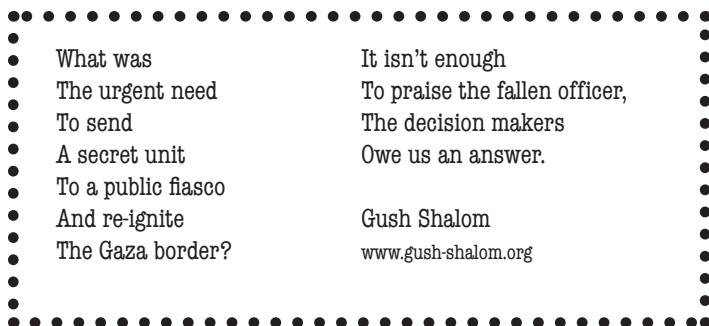 What was
The urgent need
To send
A secret unit
To a public fiasco
And re-ignite
The Gaza border?
It isn’t enough
To praise the fallen officer,
The decision makers
Owe us an answer.
Gush Shalom
www.gush-shalom.org